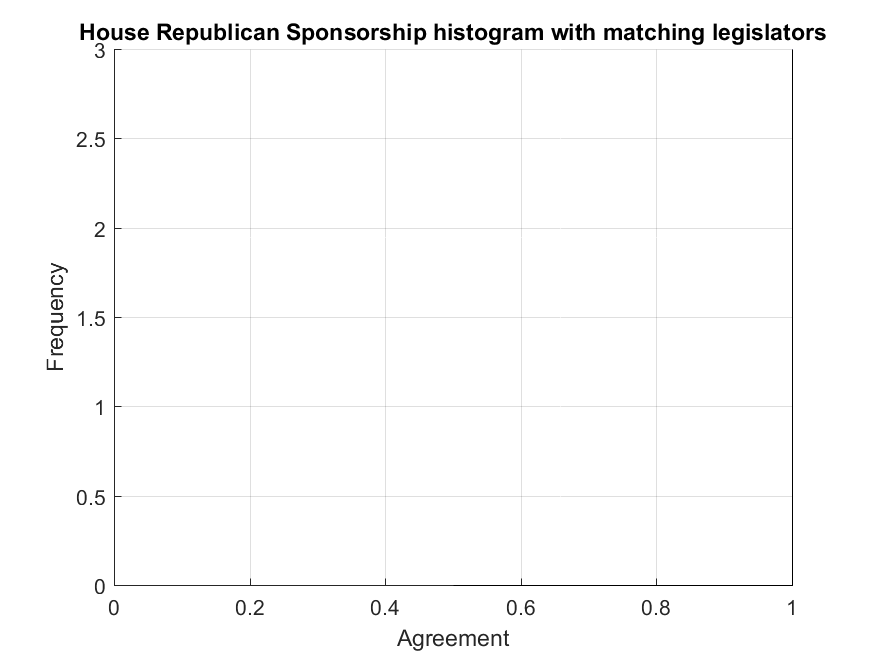 House Republican Sponsorship histogram with matching legislators
3
2.5
2
1.5
1
0.5
0
Frequency
0 0.2 0.4 0.6 0.8 1
Agreement